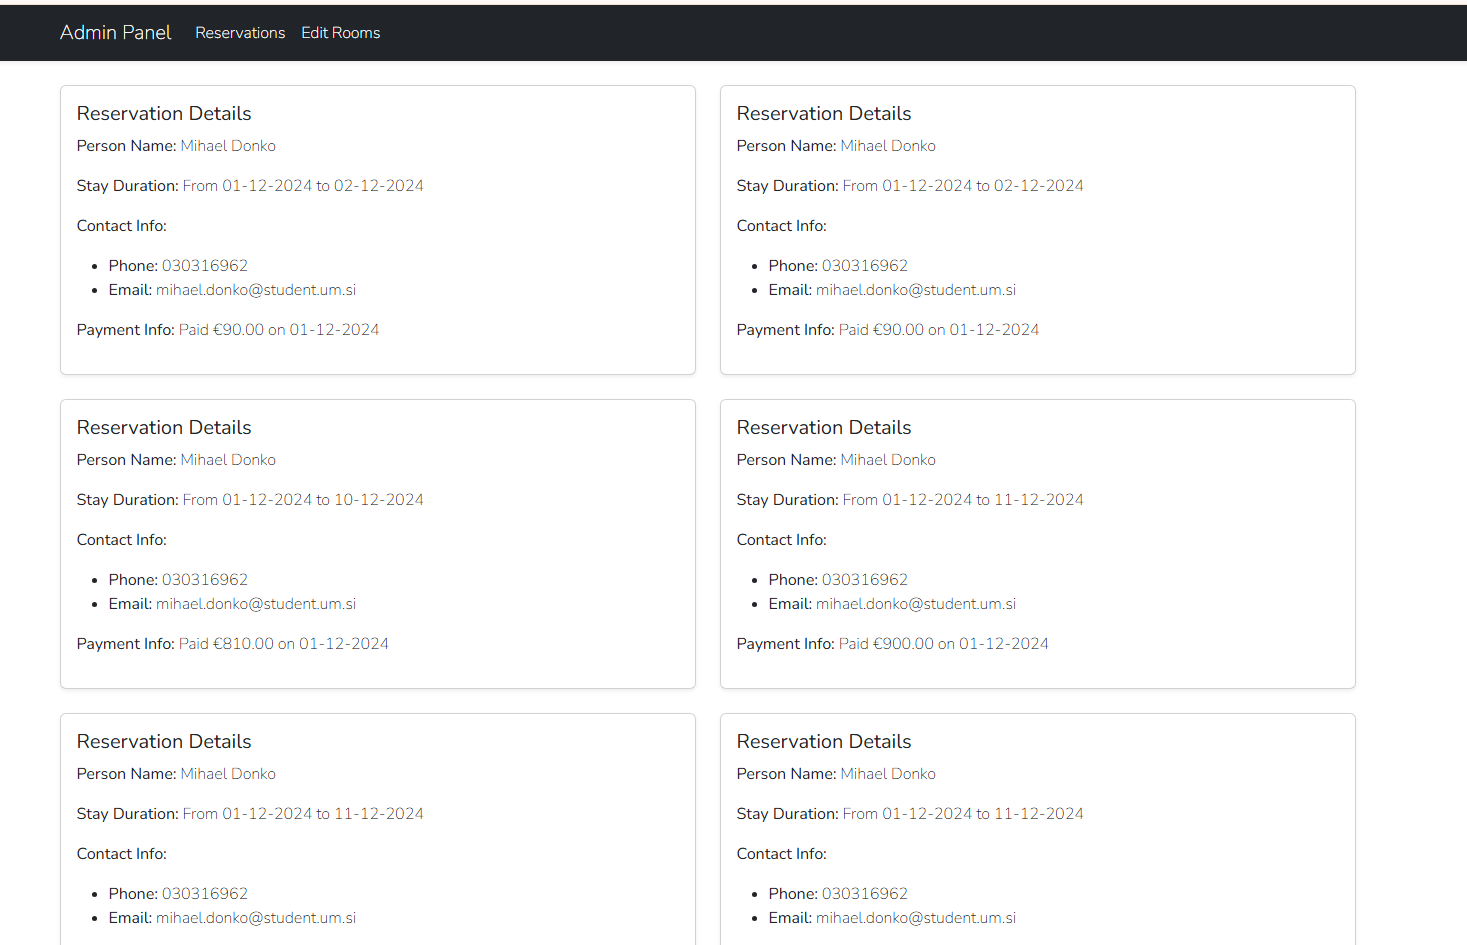 Admin Panel Reservations Edit Rooms
Reservation Details
Person Name: Mihael Donko
Stay Duration: From 01-12-2024 to 02-12-2024
Contact Info:
Phone: 030316962
Email: mihael.donko@student.um.si
Payment Info: Paid €90.00 on 01-12-2024
Reservation Details
Person Name: Mihael Donko
Stay Duration: From 01-12-2024 to 02-12-2024
Contact Info:
Phone: 030316962
Email: mihael.donko@student.um.si
Payment Info: Paid €90.00 on 01-12-2024
Reservation Details
Person Name: Mihael Donko
Stay Duration: From 01-12-2024 to 10-12-2024
Contact Info:
Phone: 030316962
Email: mihael.donko@student.um.si
Payment Info: Paid €810.00 on 01-12-2024
Reservation Details
Person Name: Mihael Donko
Stay Duration: From 01-12-2024 to 11-12-2024
Contact Info:
Phone: 030316962
Email: mihael.donko@student.um.si
Payment Info: Paid €900.00 on 01-12-2024
Reservation Details
Person Name: Mihael Donko
Stay Duration: From 01-12-2024 to 11-12-2024
Contact Info:
Phone: 030316962
Email: mihael.donko@student.um.si
Reservation Details
Person Name: Mihael Donko
Stay Duration: From 01-12-2024 to 11-12-2024
Contact Info:
Phone: 030316962
Email: mihael.donko@student.um.si